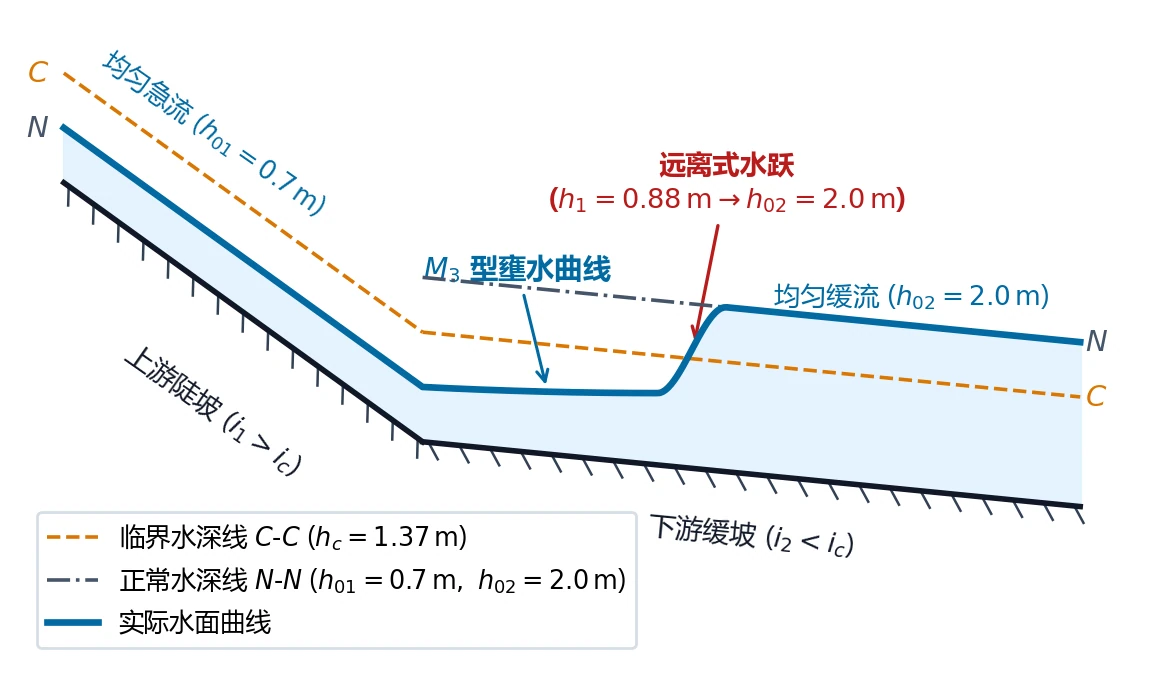 C
均匀急流 (h₀₁ = 0.7 m)
N
远离式水跃
(h₁ = 0.88 m → h₀₂ = 2.0 m)
M₃ 型壅水曲线
均匀缓流 (h₀₂ = 2.0 m)
N
C
上游陡坡 (i₁ > i_c)
下游缓坡 (i₂ < i_c)
临界水深线 C-C (h_c = 1.37 m)
正常水深线 N-N (h₀₁ = 0.7 m, h₀₂ = 2.0 m)
实际水面曲线